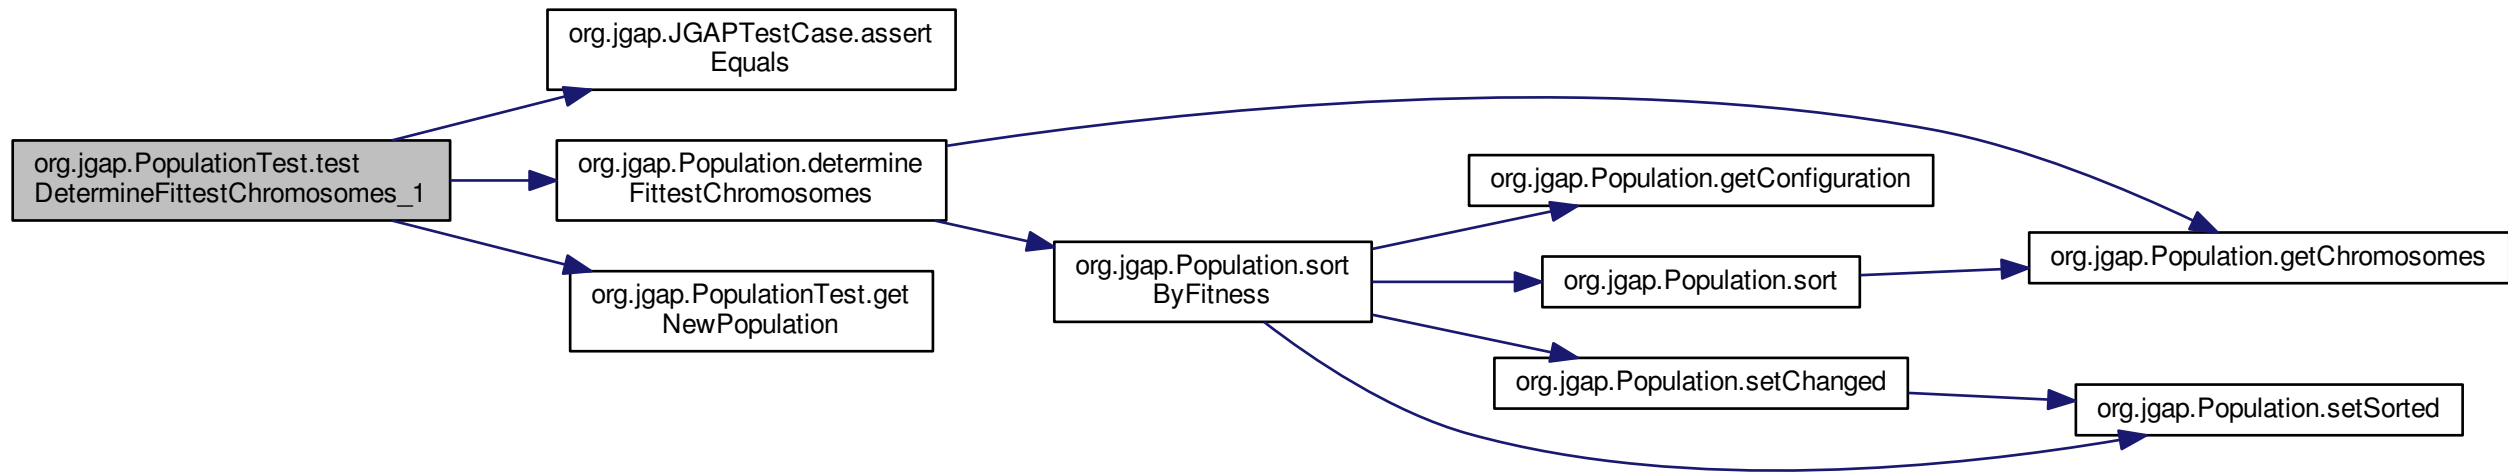 org.jgap.JGAPTestCase.assert
Equals
org.jgap.PopulationTest.test
DetermineFittestChromosomes_1
org.jgap.Population.determine
FittestChromosomes
org.jgap.PopulationTest.get
NewPopulation
org.jgap.Population.sort
ByFitness
org.jgap.Population.getConfiguration
org.jgap.Population.sort
org.jgap.Population.setChanged
org.jgap.Population.getChromosomes
org.jgap.Population.setSorted